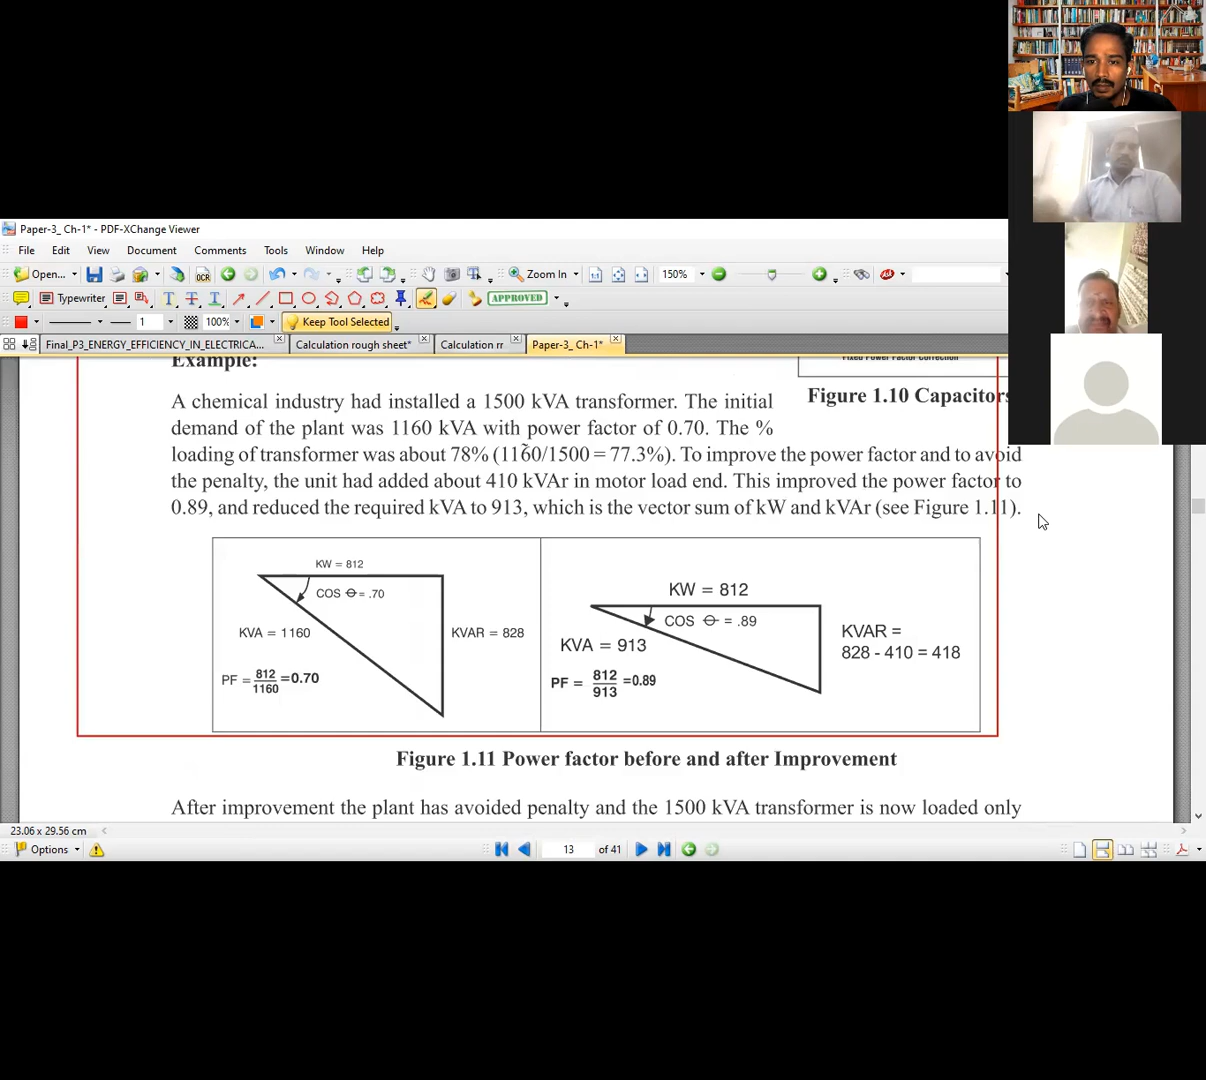 Paper-3_ Ch-1* - PDF-XChange Viewer
File Edit View Document Comments Tools Window Help
Open... OCR Zoom In 150%
Typewriter APPROVED
1 100% Keep Tool Selected
Final_P3_ENERGY_EFFICIENCY_IN_ELECTRICA... Calculation rough sheet* Calculation rr Paper-3_ Ch-1*
Example:
Fixed Power Factor Correction
Figure 1.10 Capacitors
A chemical industry had installed a 1500 kVA transformer. The initial
demand of the plant was 1160 kVA with power factor of 0.70. The %
loading of transformer was about 78% (1160/1500 = 77.3%). To improve the power factor and to avoid
the penalty, the unit had added about 410 kVAr in motor load end. This improved the power factor to
0.89, and reduced the required kVA to 913, which is the vector sum of kW and kVAr (see Figure 1.11).
KW = 812
COS Ɵ = .70
KVA = 1160
KVAR = 828
PF = 812/1160 = 0.70
KW = 812
COS Ɵ = .89
KVA = 913
KVAR =
828 - 410 = 418
PF = 812/913 = 0.89
Figure 1.11 Power factor before and after Improvement
After improvement the plant has avoided penalty and the 1500 kVA transformer is now loaded only
23.06 x 29.56 cm
Options 13 of 41